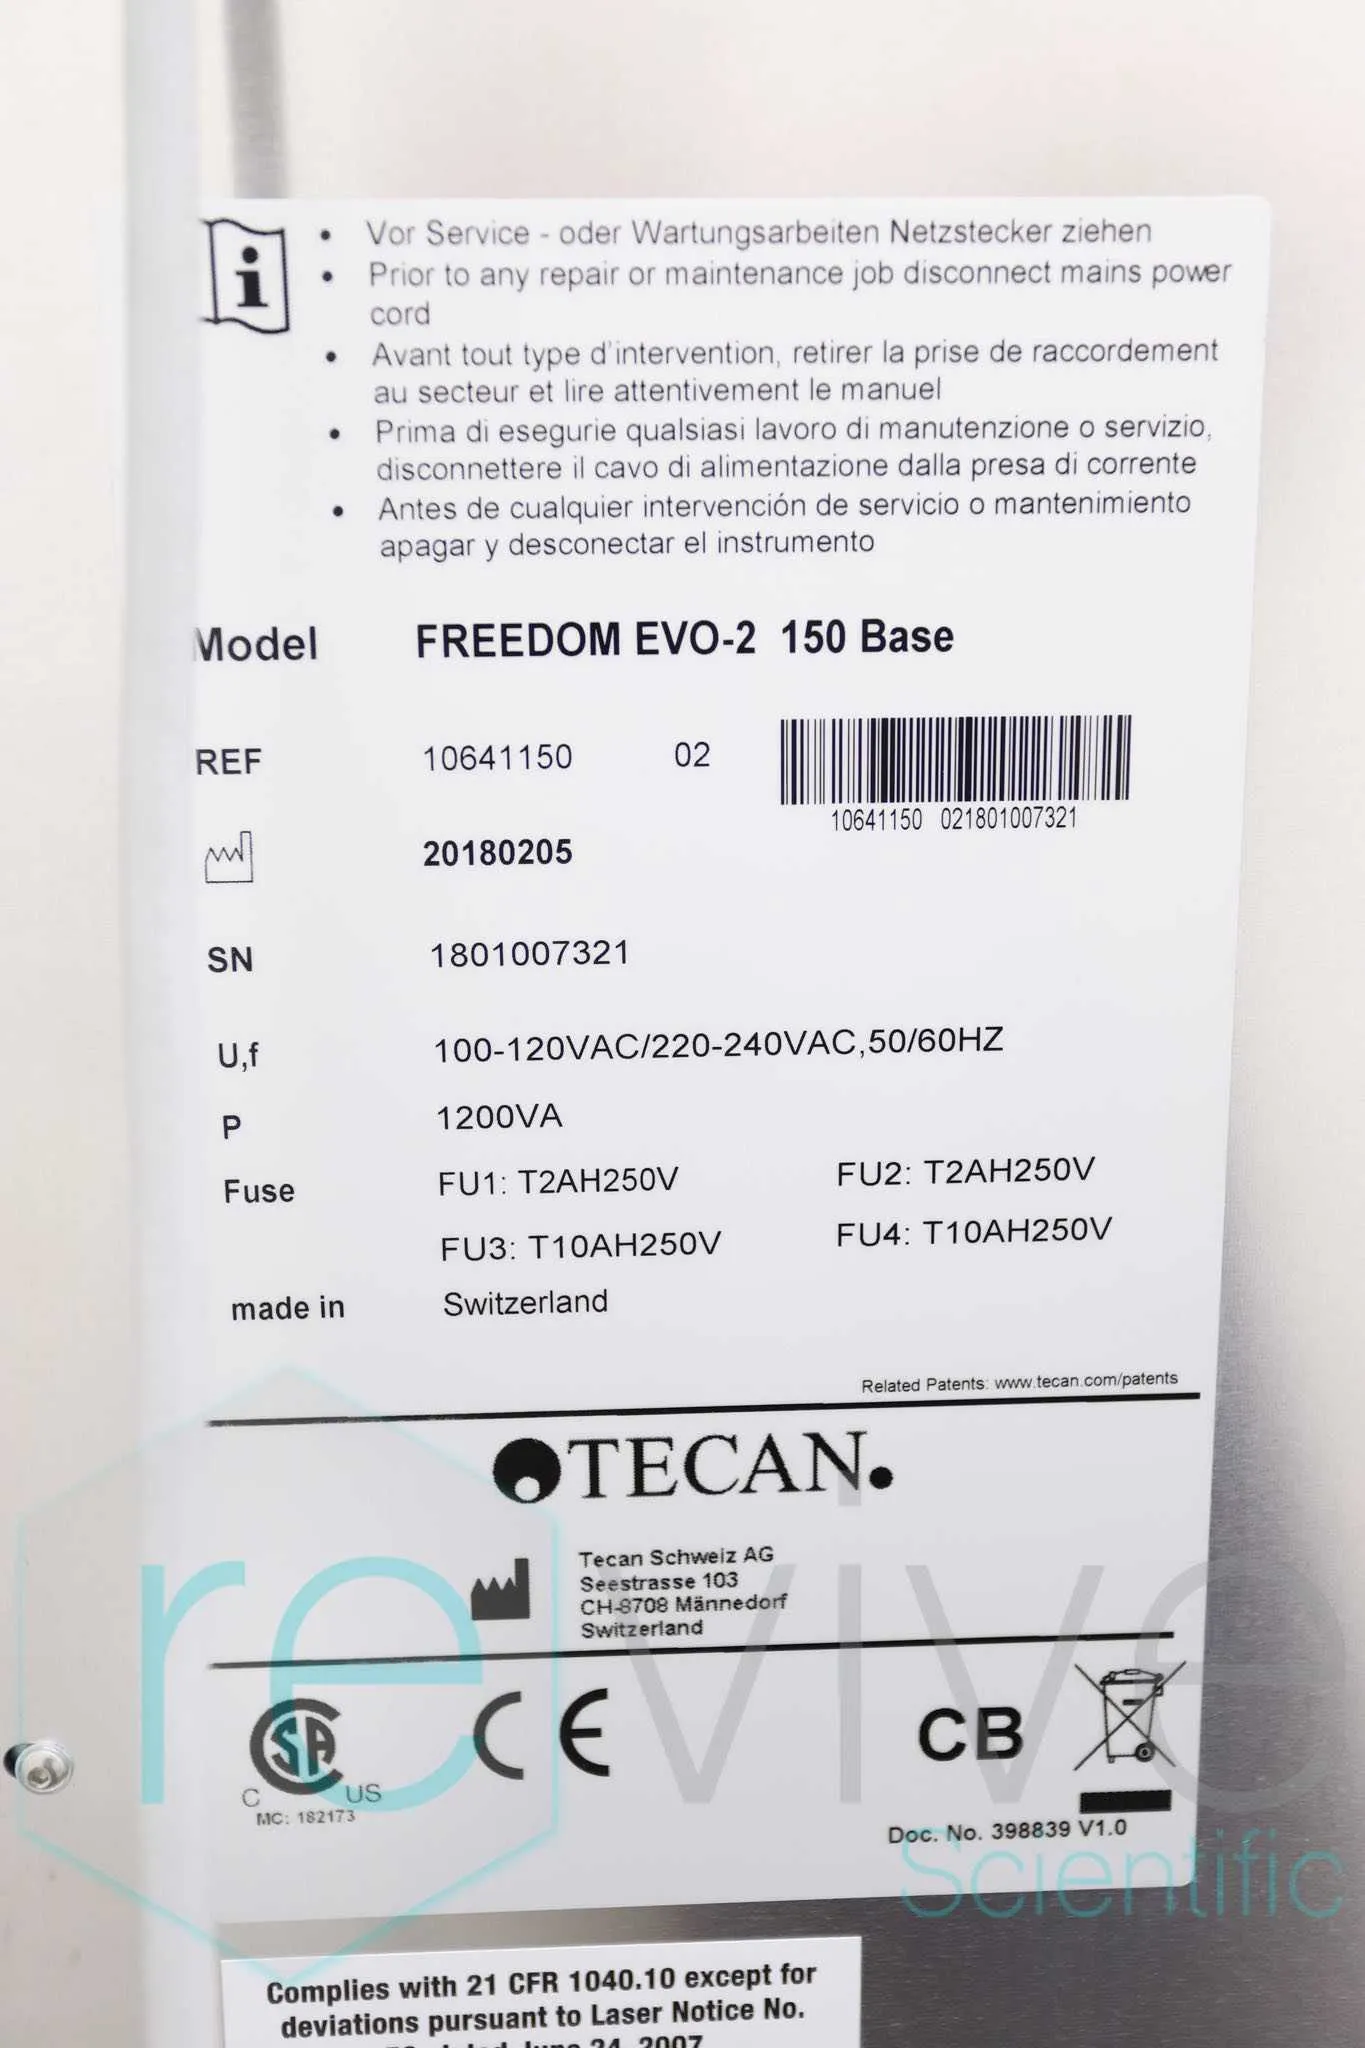 • Vor Service - oder Wartungsarbeiten Netzstecker ziehen
• Prior to any repair or maintenance job disconnect mains power
cord
• Avant tout type d'intervention, retirer la prise de raccordement
au secteur et lire attentivement le manuel
• Prima di esegurie qualsiasi lavoro di manutenzione o servizio,
disconnettere il cavo di alimentazione dalla presa di corrente
• Antes de cualquier intervención de servicio o mantenimiento
apagar y desconectar el instrumento
Model FREEDOM EVO-2 150 Base
REF 10641150 02
10641150 021801007321
20180205
SN 1801007321
U,f 100-120VAC/220-240VAC,50/60HZ
P 1200VA
Fuse FU1: T2AH250V FU2: T2AH250V
FU3: T10AH250V FU4: T10AH250V
made in Switzerland
Related Patents: www.tecan.com/patents
TECAN.
Tecan Schweiz AG
Seestrasse 103
CH-8708 Männedorf
Switzerland
revive
Scientific
CSA CE CB
C US
MC: 182173
Doc. No. 398839 V1.0
Complies with 21 CFR 1040.10 except for
deviations pursuant to Laser Notice No.
June 24, 2007